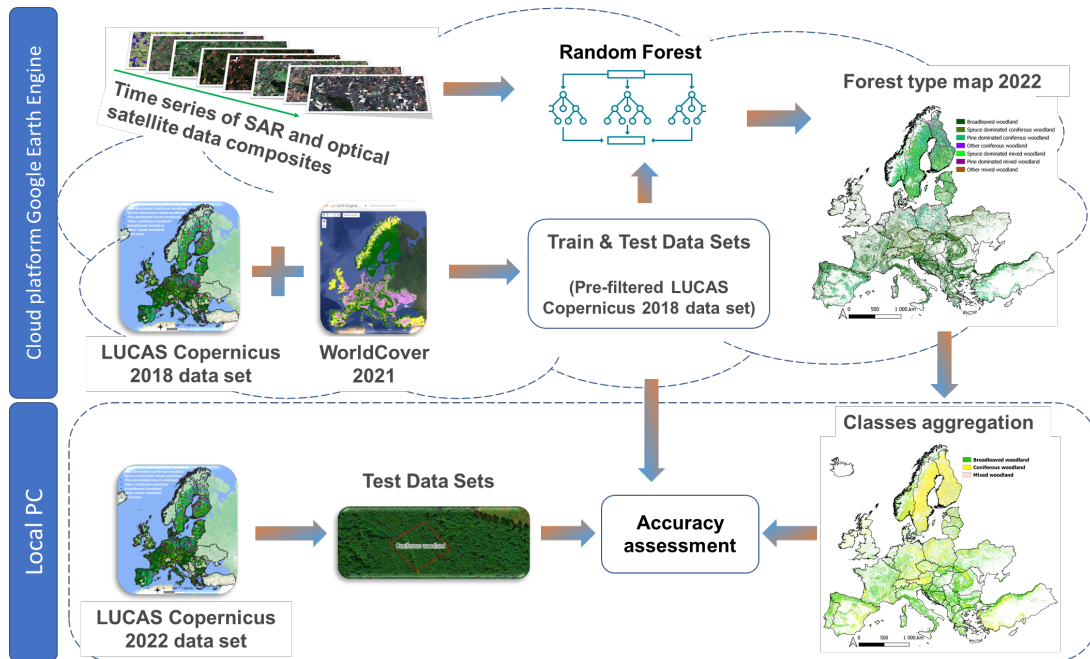 Cloud platform Google Earth Engine
Time series of SAR and optical
satellite data composites
Random Forest
Forest type map 2022
Broadleaved woodland
Spruce dominated coniferous woodland
Pine dominated coniferous woodland
Other coniferous woodland
Spruce dominated mixed woodland
Pine dominated mixed woodland
Other mixed woodland
0 500 1 000 km
LUCAS Copernicus
2018 data set
WorldCover
2021
Train & Test Data Sets
(Pre-filtered LUCAS
Copernicus 2018 data set)
Local PC
LUCAS Copernicus
2022 data set
Test Data Sets
Coniferous woodland
Accuracy
assessment
Classes aggregation
Broadleaved woodland
Coniferous woodland
Mixed woodland
0 500 1 000 km